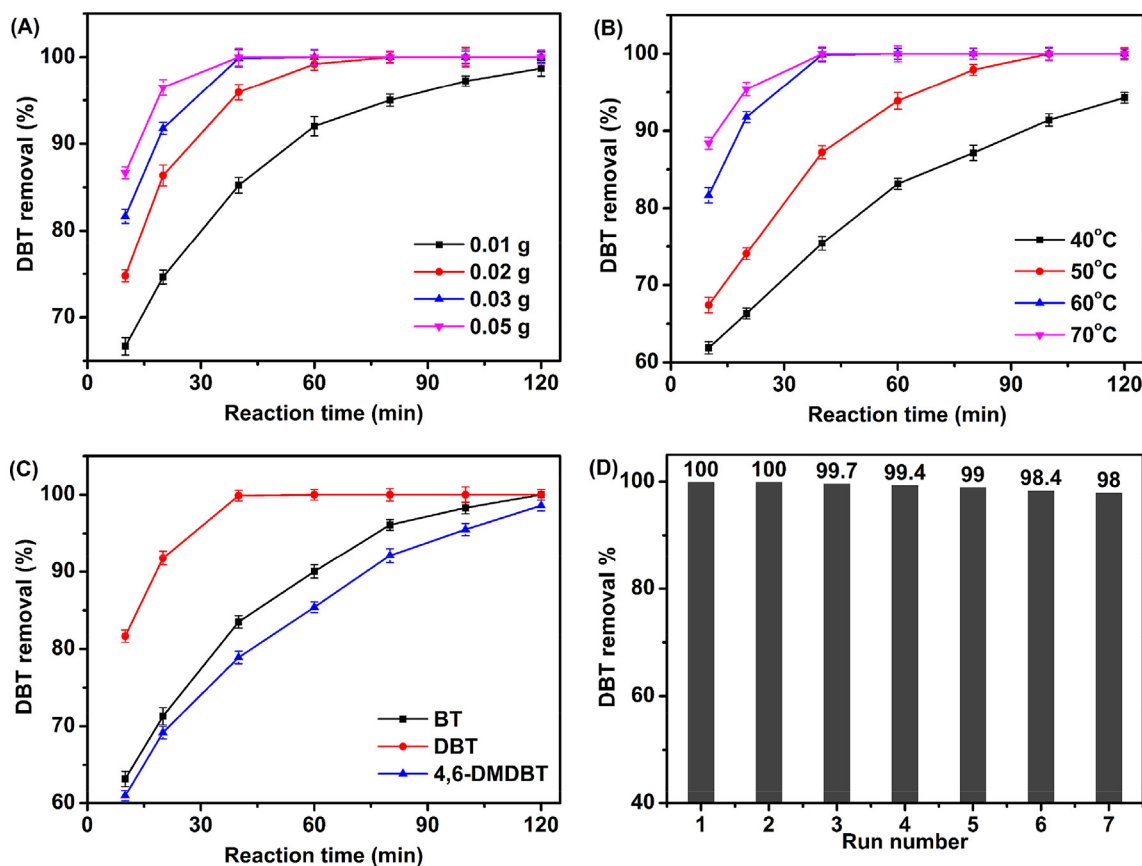 (A)
DBT removal (%)
100
90
80
70
0.01 g
0.02 g
0.03 g
0.05 g
0 30 60 90 120
Reaction time (min)
(B)
DBT removal (%)
100
90
80
70
60
40°C
50°C
60°C
70°C
0 30 60 90 120
Reaction time (min)
(C)
DBT removal (%)
100
90
80
70
60
BT
DBT
4,6-DMDBT
0 30 60 90 120
Reaction time (min)
(D)
DBT removal %
100
80
60
40
100 100 99.7 99.4 99 98.4 98
1 2 3 4 5 6 7
Run number